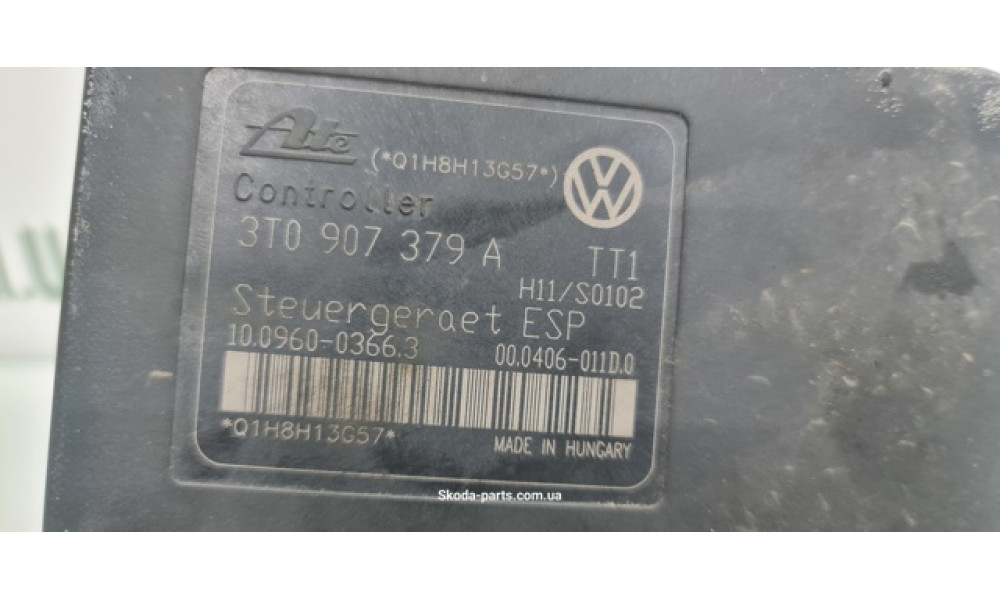 Ate (*Q1H8H13G57*)
Controller
3T0 907 379 A TT1
H11/S0102
Steuergeraet ESP
10.0960-0366.3 00.0406-011D.0
*Q1H8H13G57*
MADE IN HUNGARY
Skoda-parts.com.ua